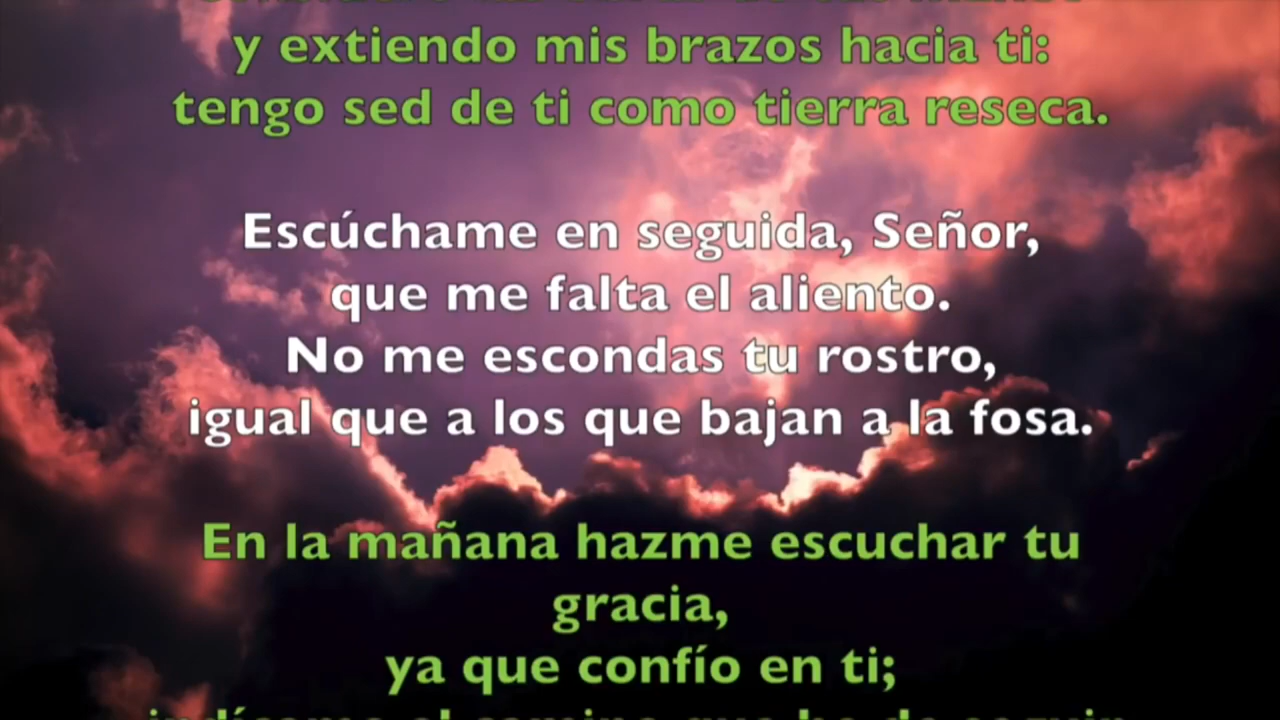 y extiendo mis brazos hacia ti:
tengo sed de ti como tierra reseca.
Escúchame en seguida, Señor,
que me falta el aliento.
No me escondas tu rostro,
igual que a los que bajan a la fosa.
En la mañana hazme escuchar tu
gracia,
ya que confío en ti;